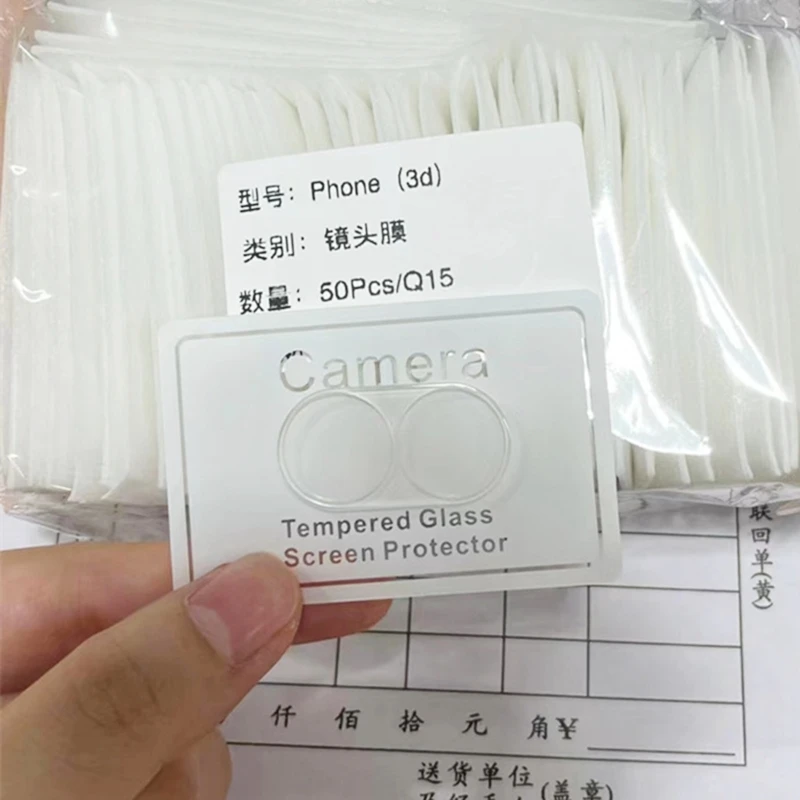 型号：Phone (3d)
类别：镜头膜
数量：50Pcs/Q15
Camera
Tempered Glass
Screen Protector
联回单(黄)
仟 佰 拾 元 角¥
送货单位
(盖章)